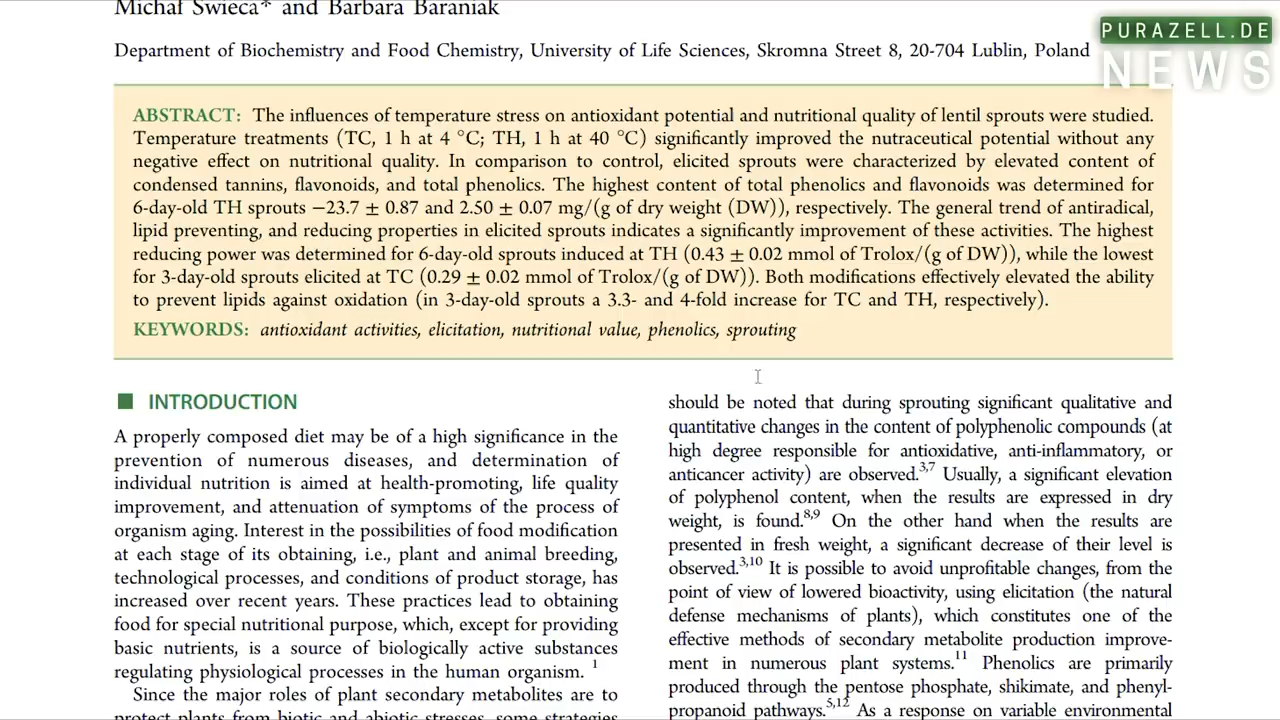 Michał Swieca* and Barbara Baraniak
Department of Biochemistry and Food Chemistry, University of Life Sciences, Skromna Street 8, 20-704 Lublin, Poland
PURAZELL.DE
NEWS
ABSTRACT: The influences of temperature stress on antioxidant potential and nutritional quality of lentil sprouts were studied.
Temperature treatments (TC, 1 h at 4 °C; TH, 1 h at 40 °C) significantly improved the nutraceutical potential without any
negative effect on nutritional quality. In comparison to control, elicited sprouts were characterized by elevated content of
condensed tannins, flavonoids, and total phenolics. The highest content of total phenolics and flavonoids was determined for
6-day-old TH sprouts −23.7 ± 0.87 and 2.50 ± 0.07 mg/(g of dry weight (DW)), respectively. The general trend of antiradical,
lipid preventing, and reducing properties in elicited sprouts indicates a significantly improvement of these activities. The highest
reducing power was determined for 6-day-old sprouts induced at TH (0.43 ± 0.02 mmol of Trolox/(g of DW)), while the lowest
for 3-day-old sprouts elicited at TC (0.29 ± 0.02 mmol of Trolox/(g of DW)). Both modifications effectively elevated the ability
to prevent lipids against oxidation (in 3-day-old sprouts a 3.3- and 4-fold increase for TC and TH, respectively).
KEYWORDS: antioxidant activities, elicitation, nutritional value, phenolics, sprouting
INTRODUCTION
A properly composed diet may be of a high significance in the
prevention of numerous diseases, and determination of
individual nutrition is aimed at health-promoting, life quality
improvement, and attenuation of symptoms of the process of
organism aging. Interest in the possibilities of food modification
at each stage of its obtaining, i.e., plant and animal breeding,
technological processes, and conditions of product storage, has
increased over recent years. These practices lead to obtaining
food for special nutritional purpose, which, except for providing
basic nutrients, is a source of biologically active substances
regulating physiological processes in the human organism. 1
Since the major roles of plant secondary metabolites are to
protect plants from biotic and abiotic stresses, some strategies
should be noted that during sprouting significant qualitative and
quantitative changes in the content of polyphenolic compounds (at
high degree responsible for antioxidative, anti-inflammatory, or
anticancer activity) are observed.3,7 Usually, a significant elevation
of polyphenol content, when the results are expressed in dry
weight, is found.8,9 On the other hand when the results are
presented in fresh weight, a significant decrease of their level is
observed.3,10 It is possible to avoid unprofitable changes, from the
point of view of lowered bioactivity, using elicitation (the natural
defense mechanisms of plants), which constitutes one of the
effective methods of secondary metabolite production improve-
ment in numerous plant systems.11 Phenolics are primarily
produced through the pentose phosphate, shikimate, and phenyl-
propanoid pathways.5,12 As a response on variable environmental